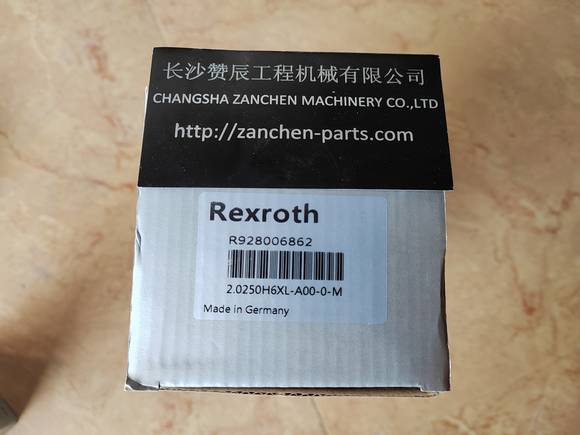 长沙赞辰工程机械有限公司
CHANGSHA ZANCHEN MACHINERY CO.,LTD
http://zanchen-parts.com
Rexroth
R928006862
2.0250H6XL-A00-0-M
Made in Germany